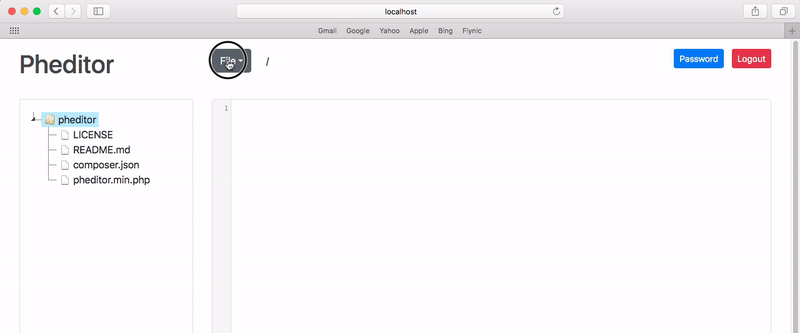 localhost
Gmail Google Yahoo Apple Bing Fiynic
Pheditor
File
/
Password
Logout
pheditor
LICENSE
README.md
composer.json
pheditor.min.php
1